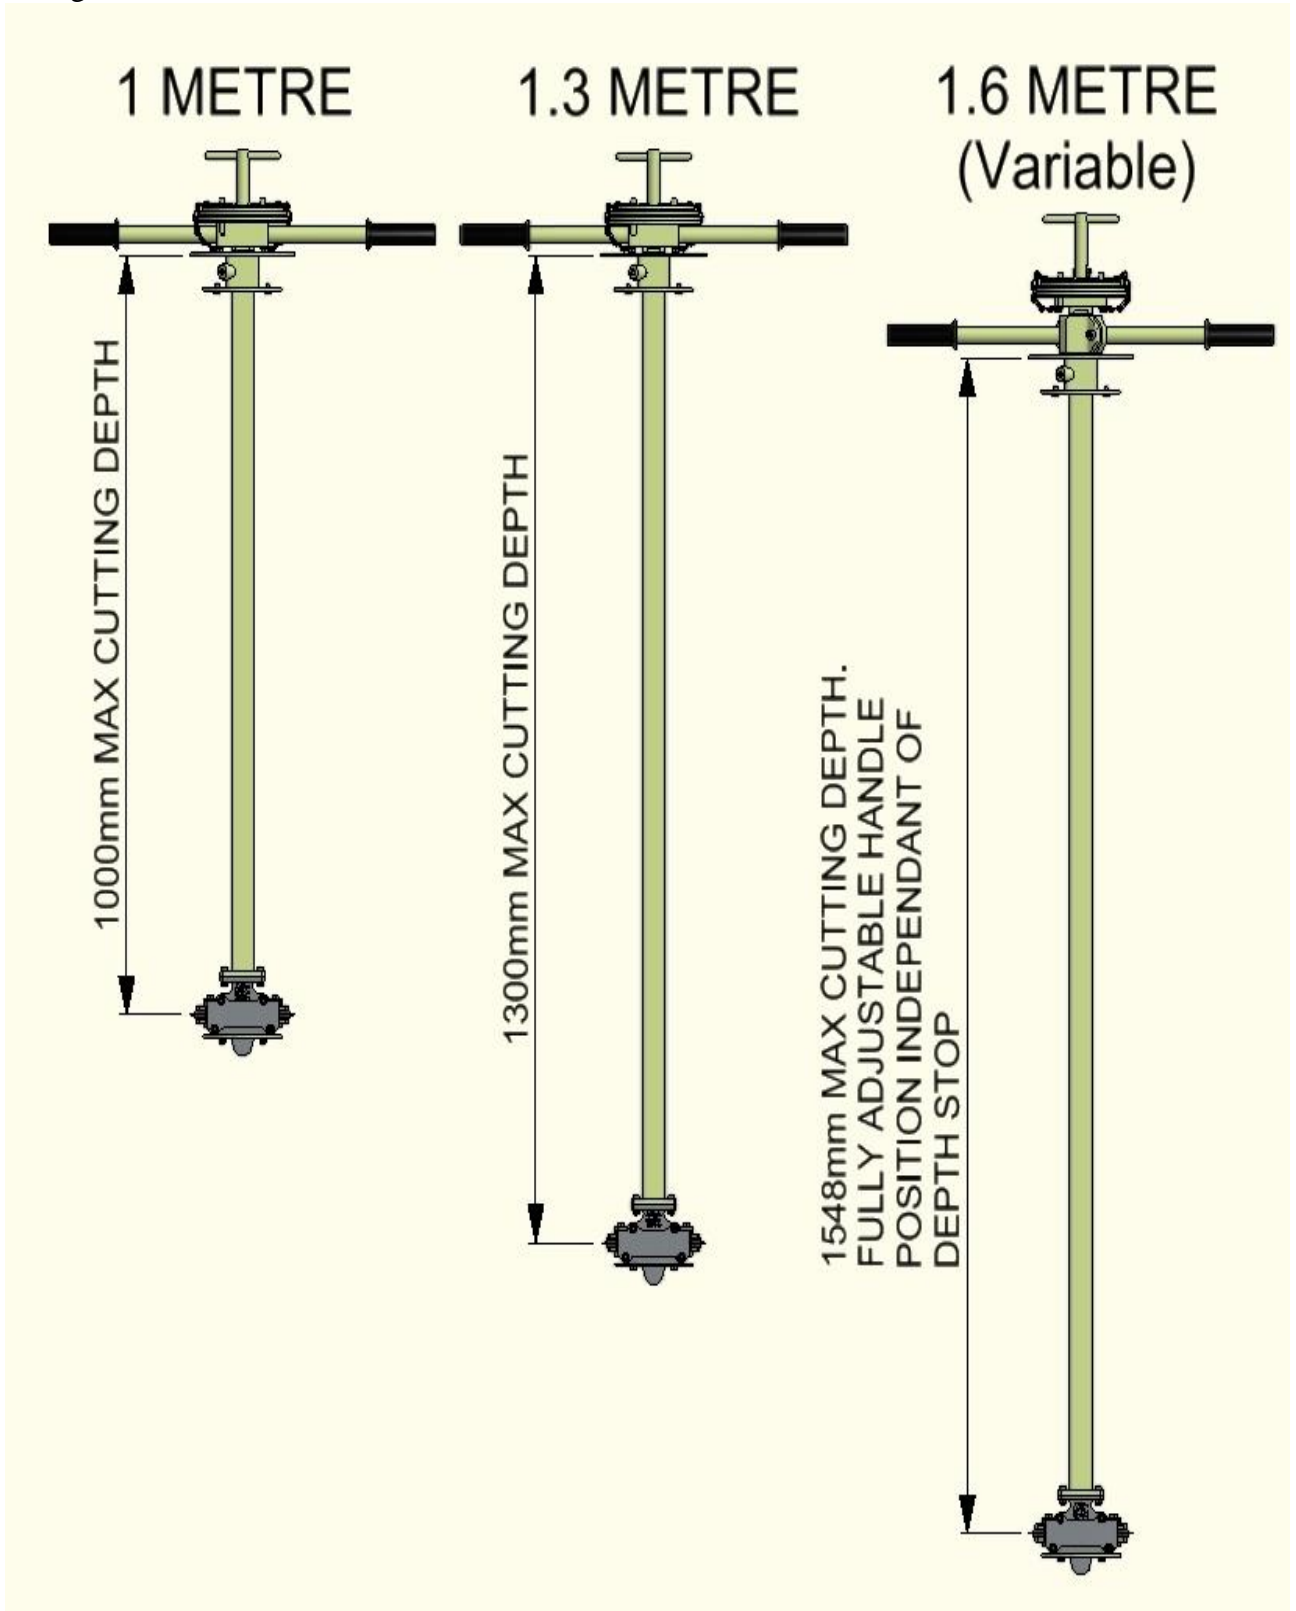 1 METRE
1000mm MAX CUTTING DEPTH
1.3 METRE
1300mm MAX CUTTING DEPTH
1.6 METRE
(Variable)
1548mm MAX CUTTING DEPTH.
FULLY ADJUSTABLE HANDLE
POSITION INDEPENDANT OF
DEPTH STOP